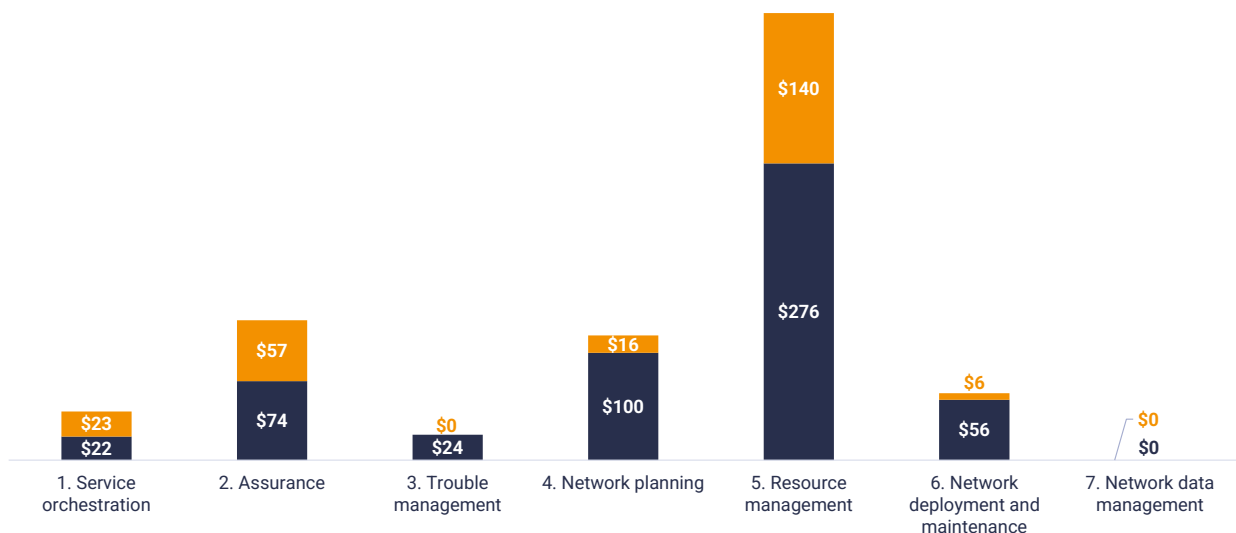 $140
$276
$57
$16
$100
$6
$74
$23
$22
$0
$24
$56
$0
$0
1. Service
orchestration
2. Assurance
3. Trouble
management
4. Network planning
5. Resource
management
6. Network
deployment and
maintenance
7. Network data
management